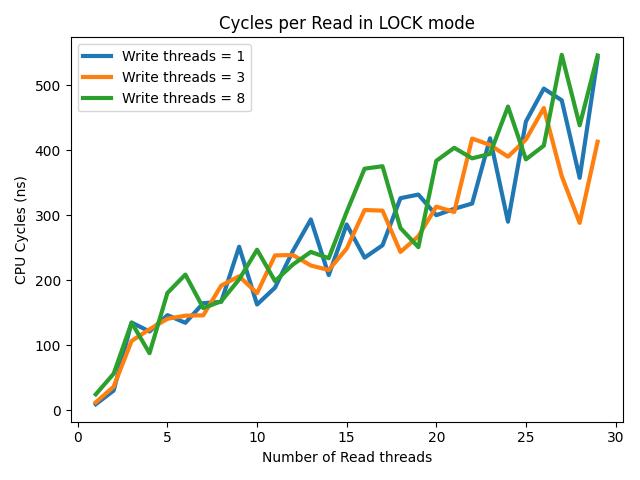 Cycles per Read in LOCK mode
Write threads = 1
Write threads = 3
Write threads = 8
CPU Cycles (ns)
500
400
300
200
100
0
0 5 10 15 20 25 30
Number of Read threads